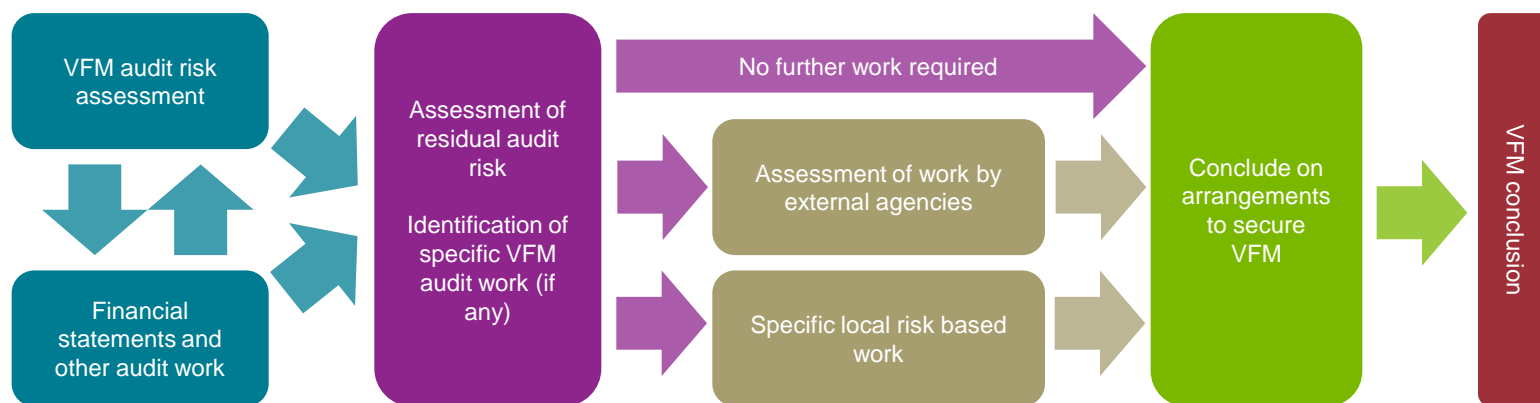 VFM audit risk
assessment
Financial
statements and
other audit work
Assessment of
residual audit
risk
Identification of
specific VFM
audit work (if
any)
No further work required
Assessment of work by
external agencies
Specific local risk based
work
Conclude on
arrangements
to secure
VFM
VFM conclusion